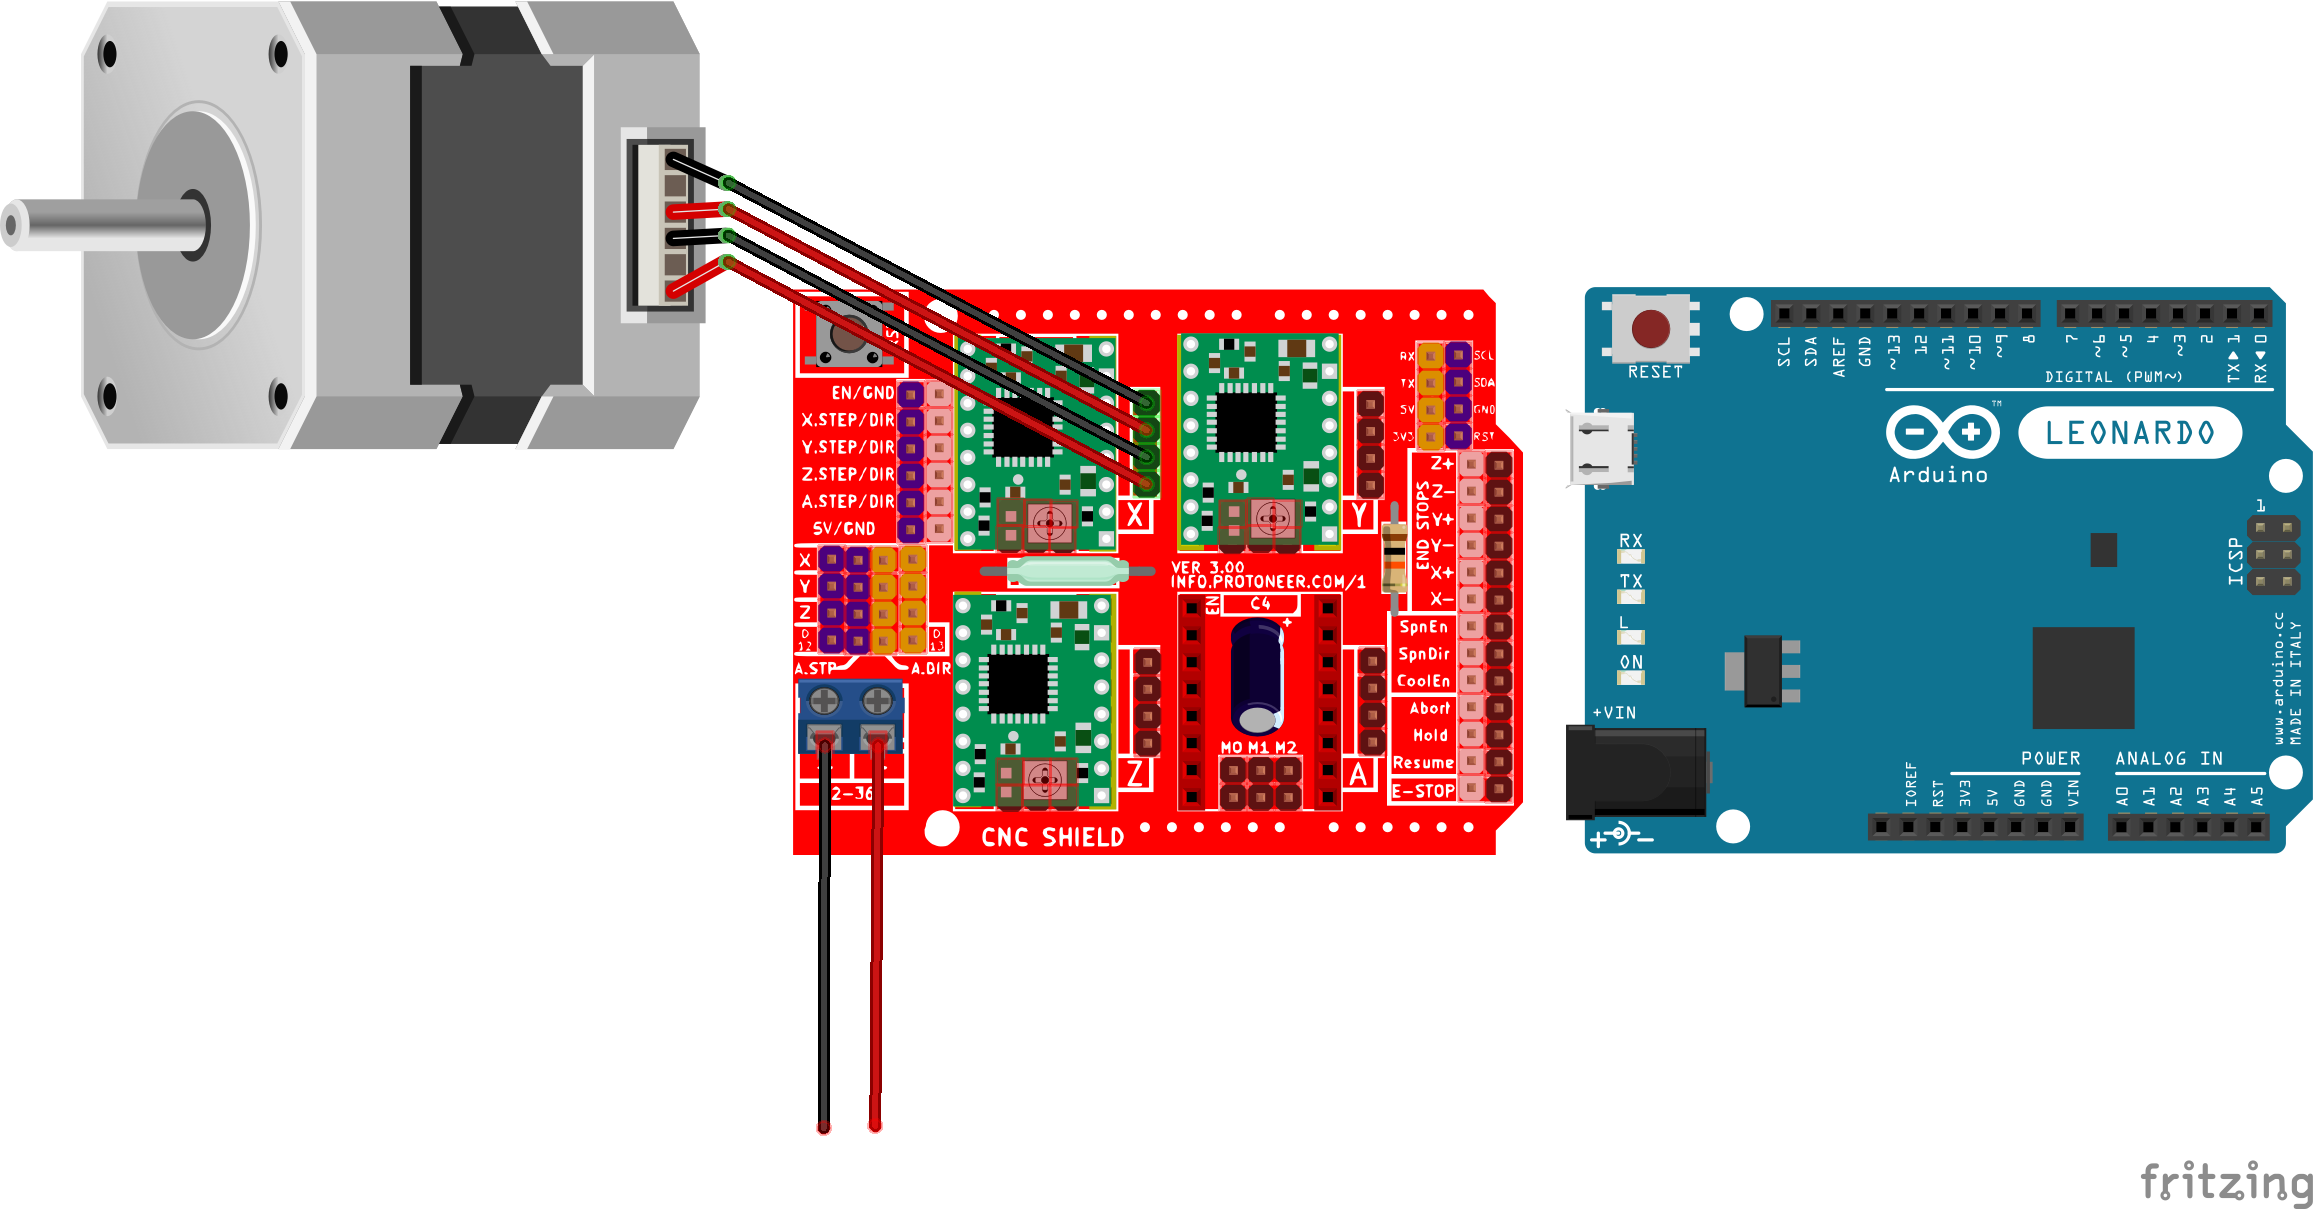 EN/GND
X.STEP/DIR
Y.STEP/DIR
Z.STEP/DIR
A.STEP/DIR
5V/GND
X
Y
Z
D
12
D
13
A.STP
A.DIR
2-36
X
Y
Z
A
VER 3.00
INFO.PROTONEER.COM/1
EN
C4
+
M0 M1 M2
CNC SHIELD
RX
SCL
TX
SDA
5V
GND
3V3
RST
END STOPS
Z+
Z-
Y+
Y-
X+
X-
SpnEn
SpnDir
CoolEn
Abort
Hold
Resume
E-STOP
RESET
SCL
SDA
AREF
GND
~13
12
~11
~10
~9
8
7
~6
~5
4
~3
2
TX▶1
RX◀0
DIGITAL (PWM~)
TM
LEONARDO
Arduino
1
ICSP
RX
TX
L
ON
+VIN
www.arduino.cc
MADE IN ITALY
POWER
ANALOG IN
IOREF
RST
3V3
5V
GND
GND
VIN
A0
A1
A2
A3
A4
A5
fritzing